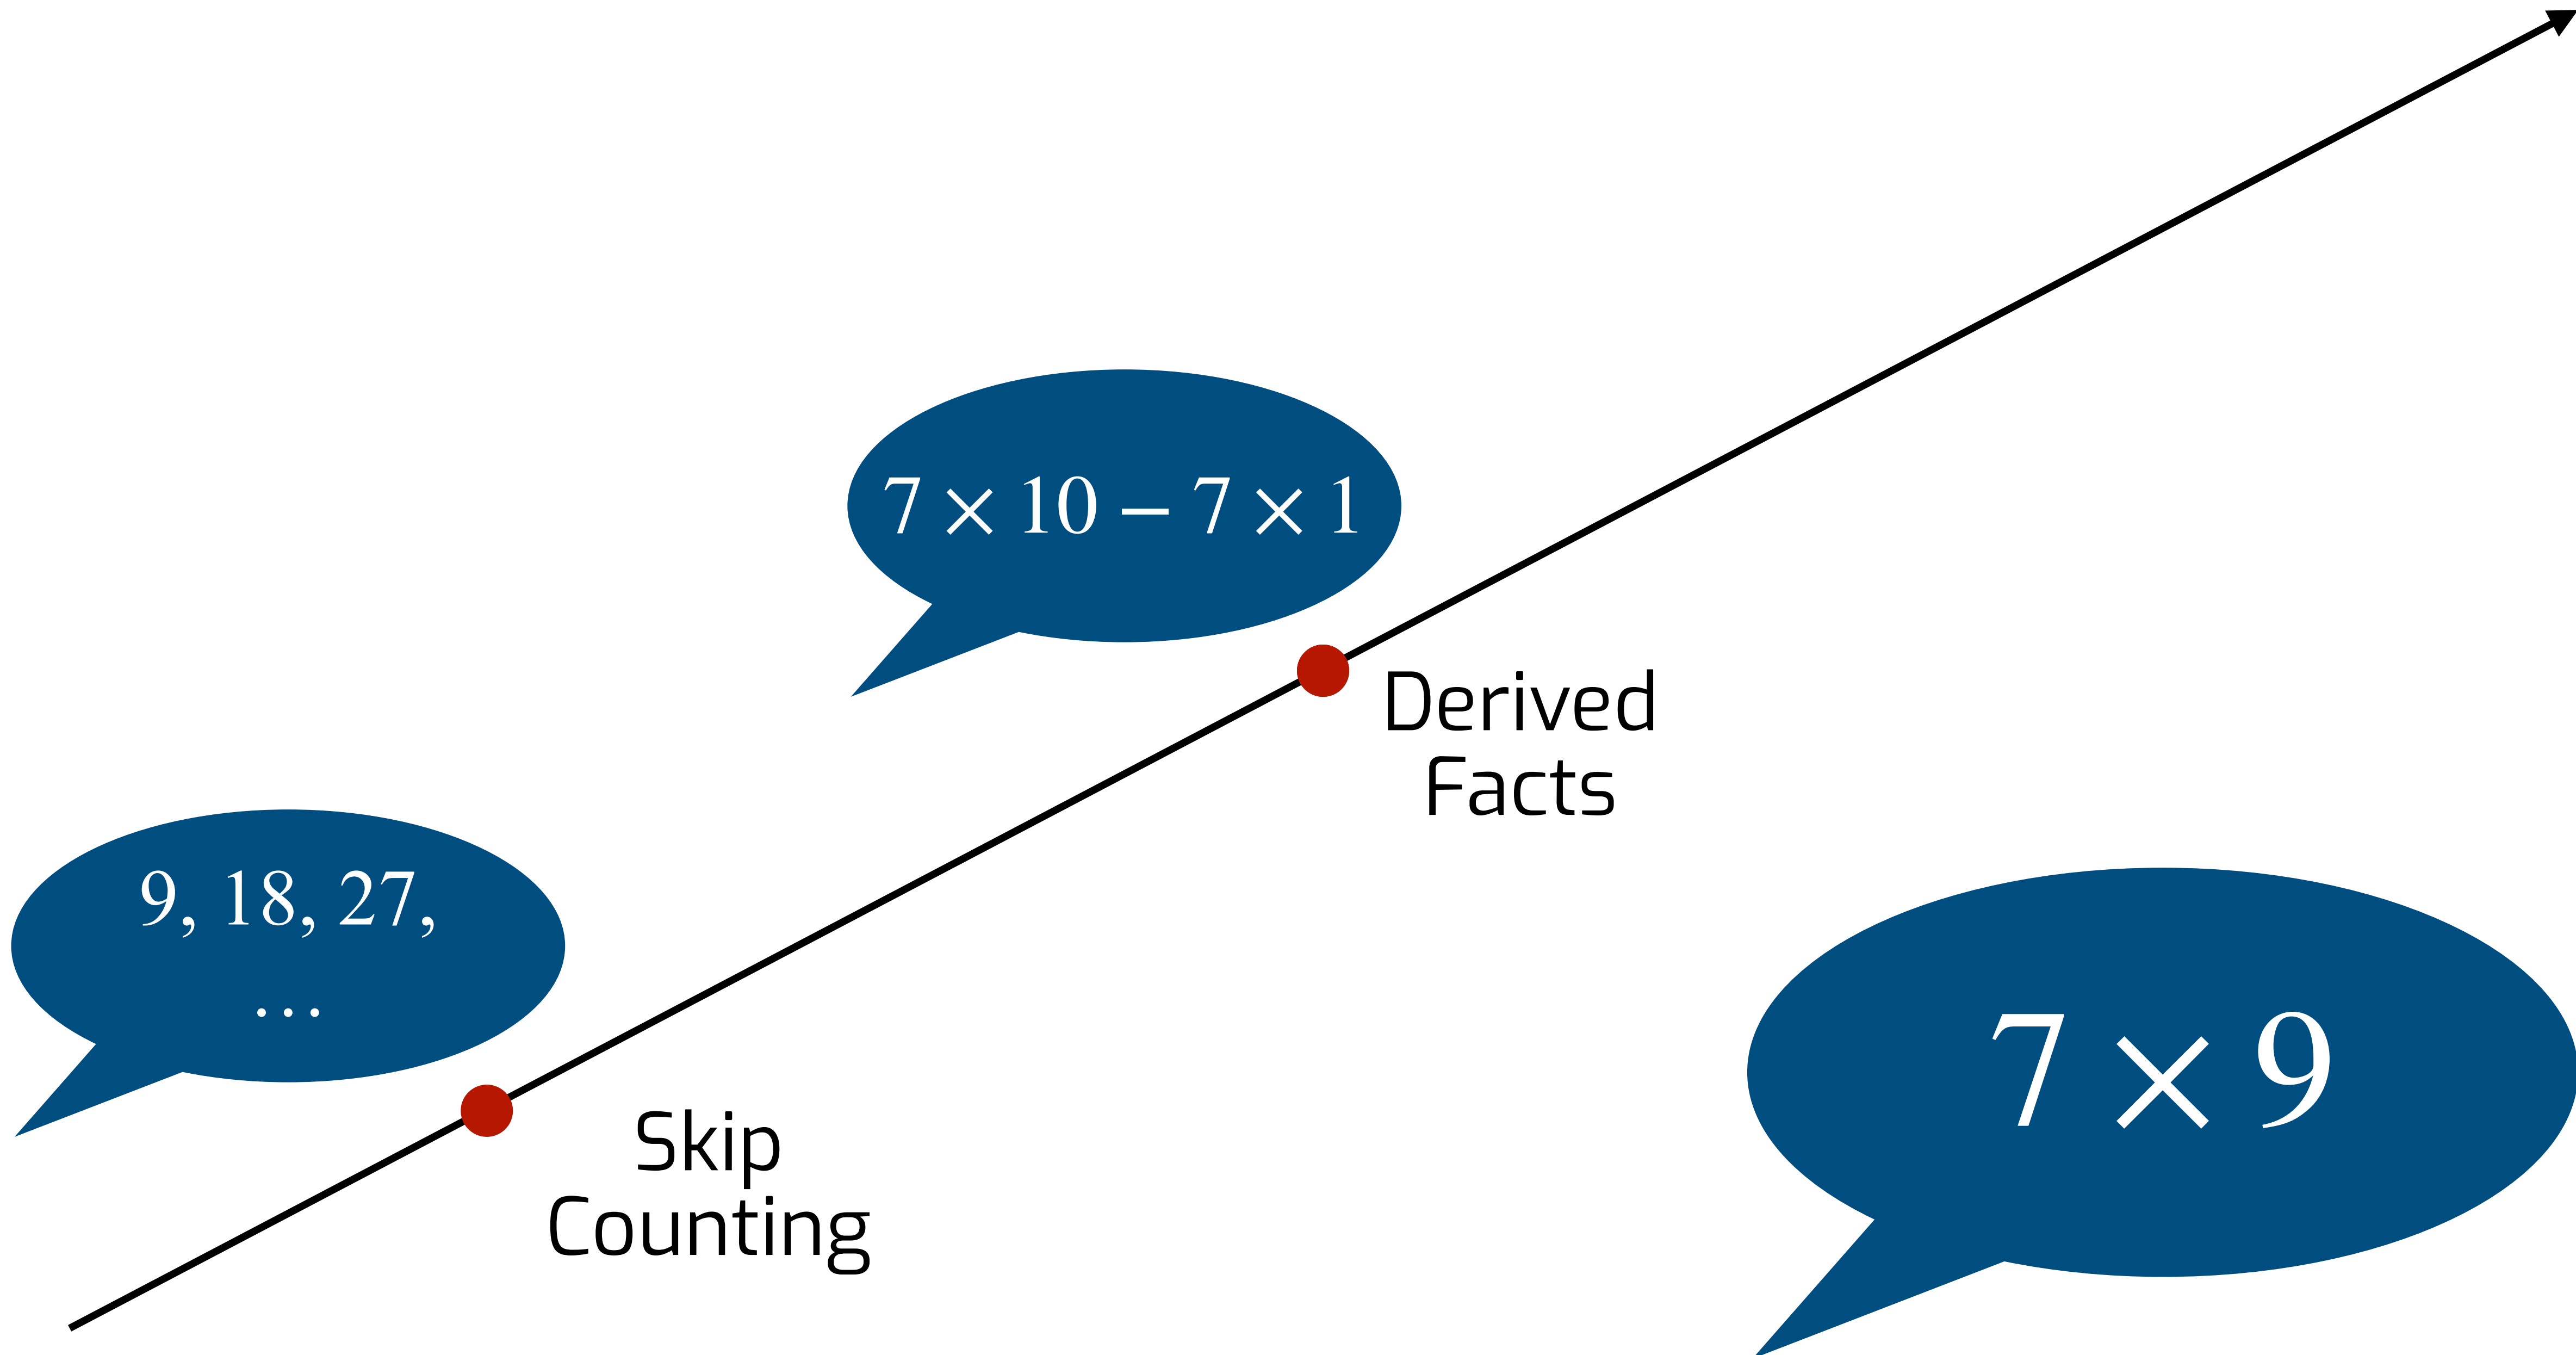 7 × 10 − 7 × 1
Derived
Facts
9, 18, 27,
…
Skip
Counting
7 × 9